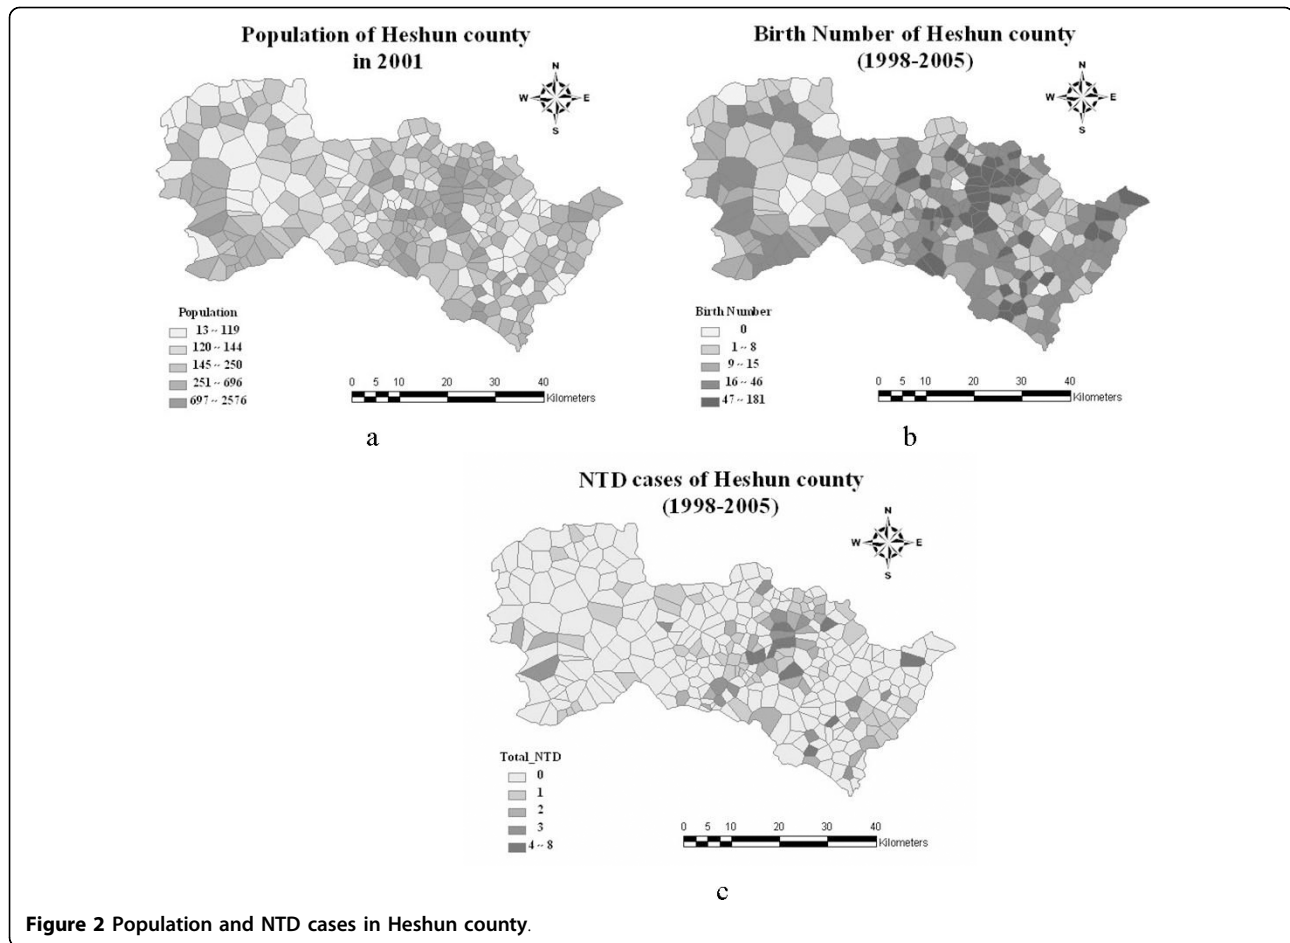 Population of Heshun county
in 2001
N
W E
S
Population
13 ~ 119
120 ~ 144
145 ~ 250
251 ~ 696
697 ~ 2576
0 5 10 20 30 40
Kilometers
a
Birth Number of Heshun county
(1998-2005)
N
W E
S
Birth Number
0
1 ~ 8
9 ~ 15
16 ~ 46
47 ~ 181
0 5 10 20 30 40
Kilometers
b
NTD cases of Heshun county
(1998-2005)
N
W E
S
Total_NTD
0
1
2
3
4 ~ 8
0 5 10 20 30 40
Kilometers
c
Figure 2 Population and NTD cases in Heshun county.